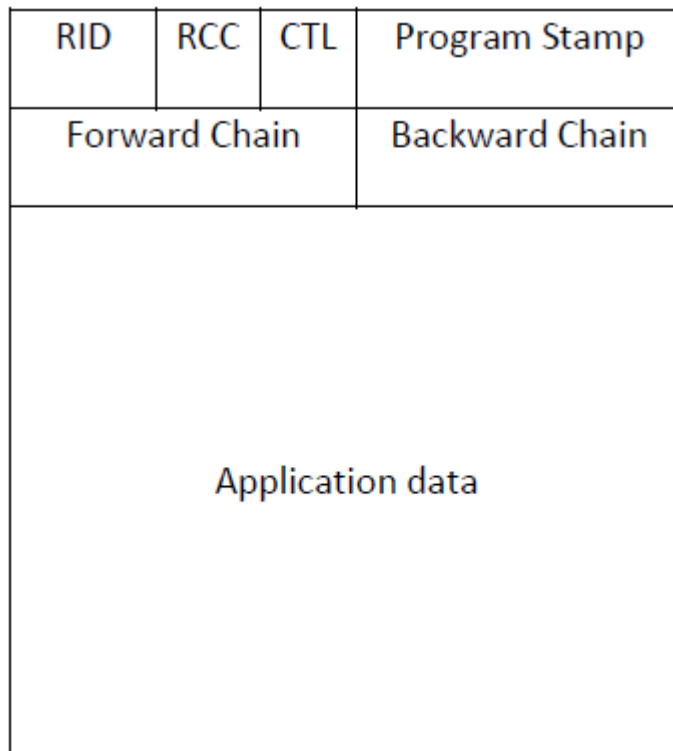 RID RCC CTL Program Stamp
Forward Chain Backward Chain
Application data